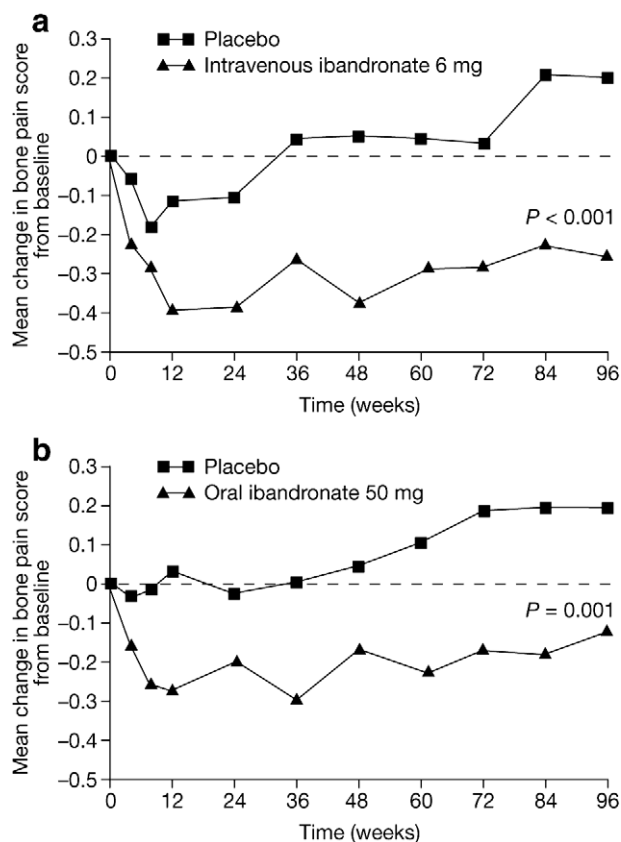 a
Placebo
Intravenous ibandronate 6 mg
0.3
0.2
0.1
0
−0.1
−0.2
−0.3
−0.4
−0.5
Mean change in bone pain score
from baseline
P < 0.001
0 12 24 36 48 60 72 84 96
Time (weeks)
b
Placebo
Oral ibandronate 50 mg
0.3
0.2
0.1
0
−0.1
−0.2
−0.3
−0.4
−0.5
Mean change in bone pain score
from baseline
P = 0.001
0 12 24 36 48 60 72 84 96
Time (weeks)